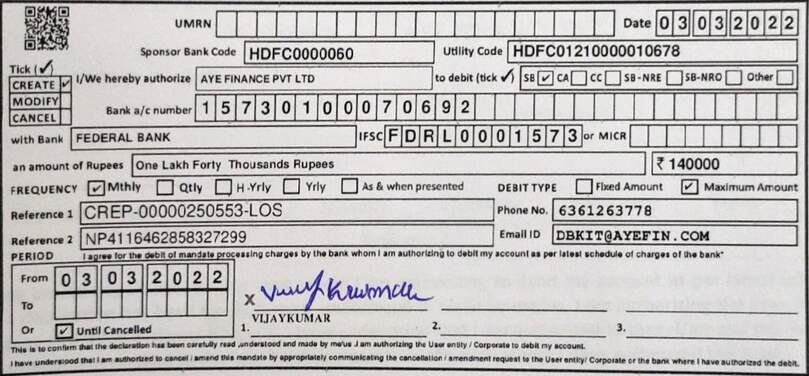 UMRN Date 03032022
Sponsor Bank Code HDFC0000060 Utility Code HDFC01210000010678
Tick (✓)
CREATE ✓ I/We hereby authorize AYE FINANCE PVT LTD to debit (tick ✓) SB ✓ CA CC SB-NRE SB-NRO Other
MODIFY
CANCEL Bank a/c number 15730100070692
with Bank FEDERAL BANK IFSC FDRL0001573 or MICR
an amount of Rupees One Lakh Forty Thousands Rupees ₹ 140000
FREQUENCY ✓ Mthly Qtly H-Yrly Yrly As & when presented DEBIT TYPE Fixed Amount ✓ Maximum Amount
Reference 1 CREP-00000250553-LOS Phone No. 6361263778
Reference 2 NP4116462858327299 Email ID DBKIT@AYEFIN.COM
PERIOD I agree for the debit of mandate processing charges by the bank whom I am authorizing to debit my account as per latest schedule of charges of the bank"
From 03032022
To X Vijaykumar
Or ✓ Until Cancelled 1. VIJAYKUMAR 2. 3.
This is to confirm that the declaration has been carefully read ,understood and made by me/us .I am authorizing the User entity / Corporate to debit my account.
I have understood that I am authorized to cancel / amend this mandate by appropriately communicating the cancellation / amendment request to the User entity/ Corporate or the bank where I have authorized the debit.